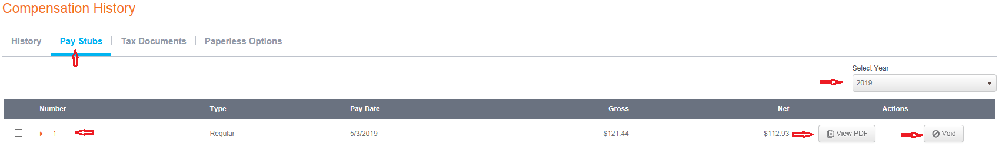 Compensation History
History Pay Stubs Tax Documents Paperless Options
Select Year
2019
Number Type Pay Date Gross Net Actions
1 Regular 5/3/2019 $121.44 $112.93 View PDF Void